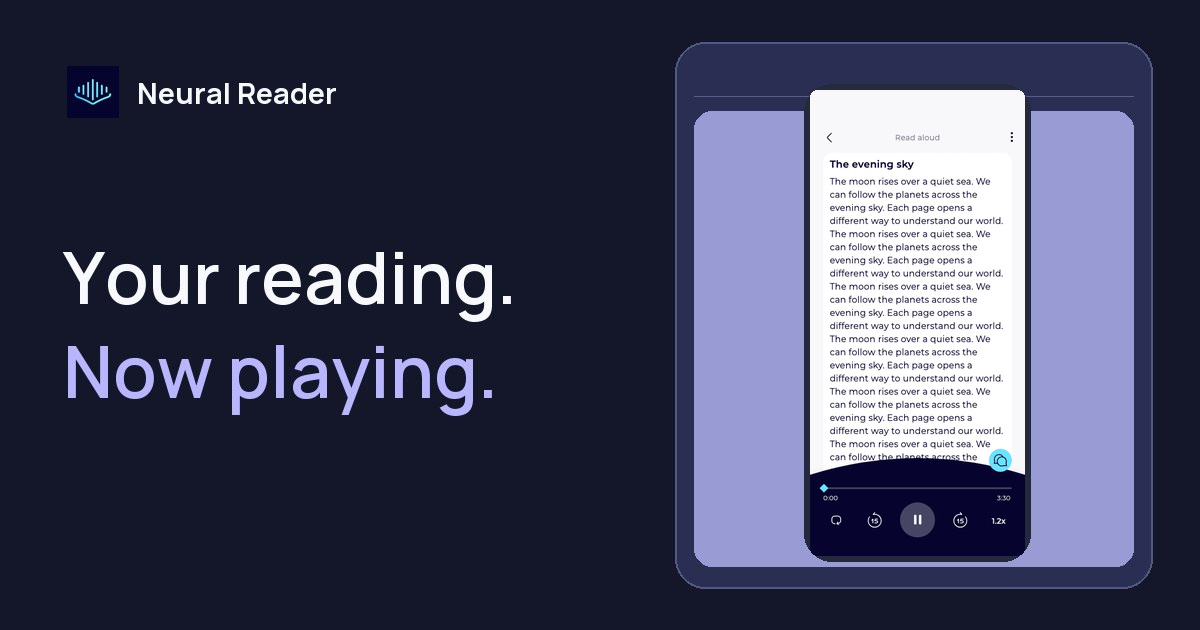 Neural Reader
Your reading.
Now playing.
Read aloud
The evening sky
The moon rises over a quiet sea. We
can follow the planets across the
evening sky. Each page opens a
different way to understand our world.
The moon rises over a quiet sea. We
can follow the planets across the
evening sky. Each page opens a
different way to understand our world.
The moon rises over a quiet sea. We
can follow the planets across the
evening sky. Each page opens a
different way to understand our world.
The moon rises over a quiet sea. We
can follow the planets across the
evening sky. Each page opens a
different way to understand our world.
The moon rises over a quiet sea. We
can follow the planets across the
evening sky. Each page opens a
different way to understand our world.
The moon rises over a quiet sea. We
can follow the planets across the
0:00 3:30
15 15 1.2x